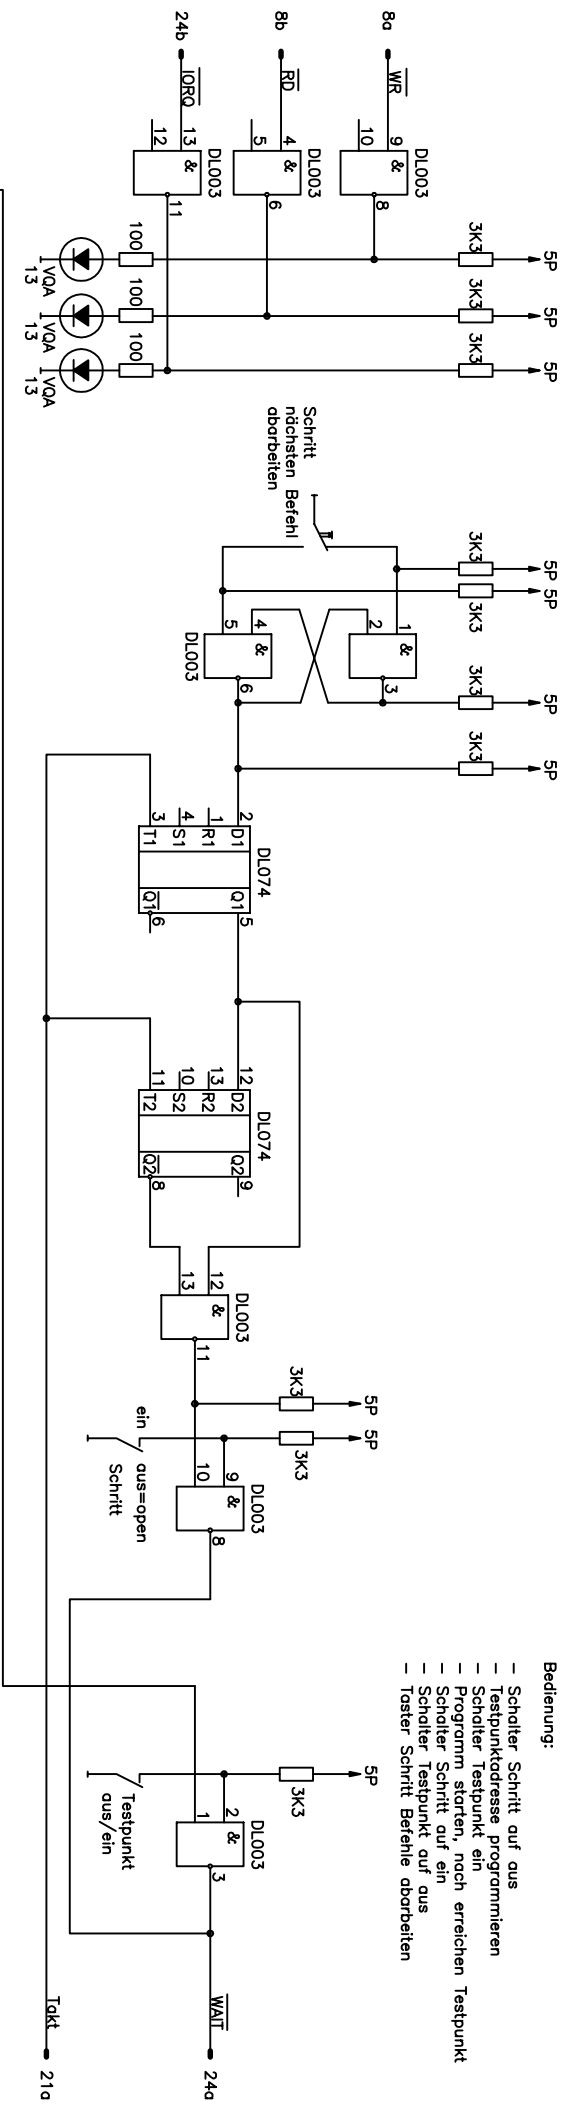 Bedienung:
– Schalter Schritt auf aus
– Testpunktadresse programmieren
– Schalter Testpunkt ein
– Programm starten, nach erreichen Testpunkt
– Schalter Schritt auf ein
– Schalter Testpunkt auf aus
– Taster Schritt Befehle abarbeiten
8a
WR
9
10
&
DL003
8
8b
RD
4
5
&
DL003
6
24b
IORQ
13
12
&
DL003
11
5P
3K3
5P
3K3
5P
3K3
100
VQA
13
100
VQA
13
100
VQA
13
Schritt
nächsten Befehl
abarbeiten
5P
3K3
5P
3K3
1
2
&
3
4
5
&
6
DL003
5P
3K3
5P
3K3
DL074
2
D1
Q1
5
1
R1
4
S1
3
T1
Q1
6
DL074
12
D2
Q2
9
13
R2
10
S2
11
T2
Q2
8
12
13
&
DL003
11
5P
3K3
5P
3K3
ein
aus=open
Schritt
9
10
&
DL003
8
5P
3K3
Testpunkt
aus/ein
2
1
&
DL003
3
WAIT
24a
Takt
21a